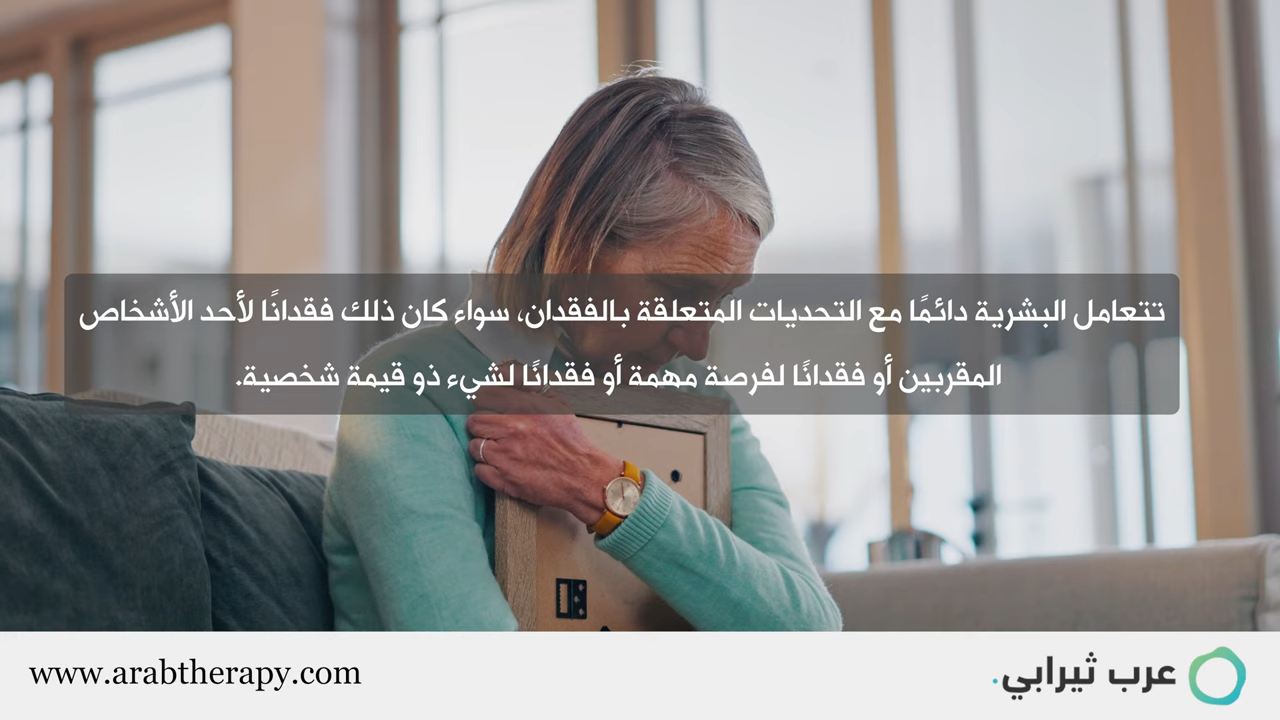 تتعامل البشرية دائمًا مع التحديات المتعلقة بالفقدان، سواء كان ذلك فقدانًا لأحد الأشخاص
المقربين أو فقدانًا لفرصة مهمة أو فقدانًا لشيء ذو قيمة شخصية.
www.arabtherapy.com
عرب ثيرابي.